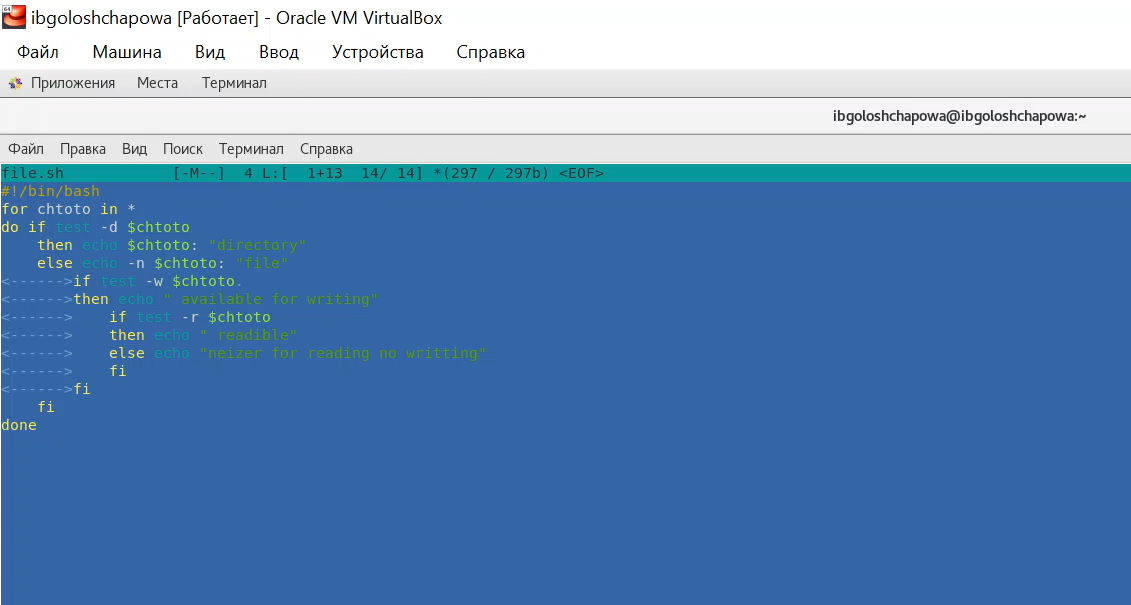 64
ibgoloshchapowa [Работает] - Oracle VM VirtualBox
Файл Машина Вид Ввод Устройства Справка
Приложения Места Терминал
ibgoloshchapowa@ibgoloshchapowa:~
Файл Правка Вид Поиск Терминал Справка
file.sh [-M--] 4 L:[ 1+13 14/ 14] *(297 / 297b) <EOF>
#!/bin/bash
for chtoto in *
do if test -d $chtoto
then echo $chtoto: "directory"
else echo -n $chtoto: "file"
<------>if test -w $chtoto.
<------>then echo " available for writing"
<------> if test -r $chtoto
<------> then echo " readible"
<------> else echo "neizer for reading no writting"
<------> fi
<------>fi
fi
done